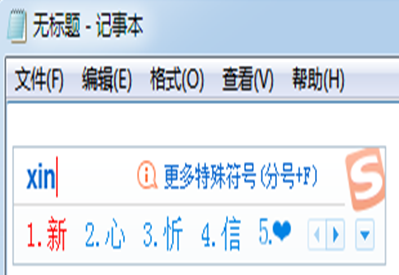 无标题 - 记事本
文件(F) 编辑(E) 格式(O) 查看(V) 帮助(H)
xin 更多特殊符号(分号+F)
1.新 2.心 3.忻 4.信 5.❤